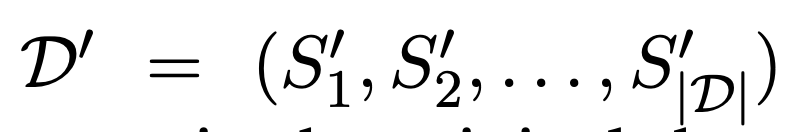 𝒟′ = (S′₁, S′₂, . . . , S′_{|𝒟|})